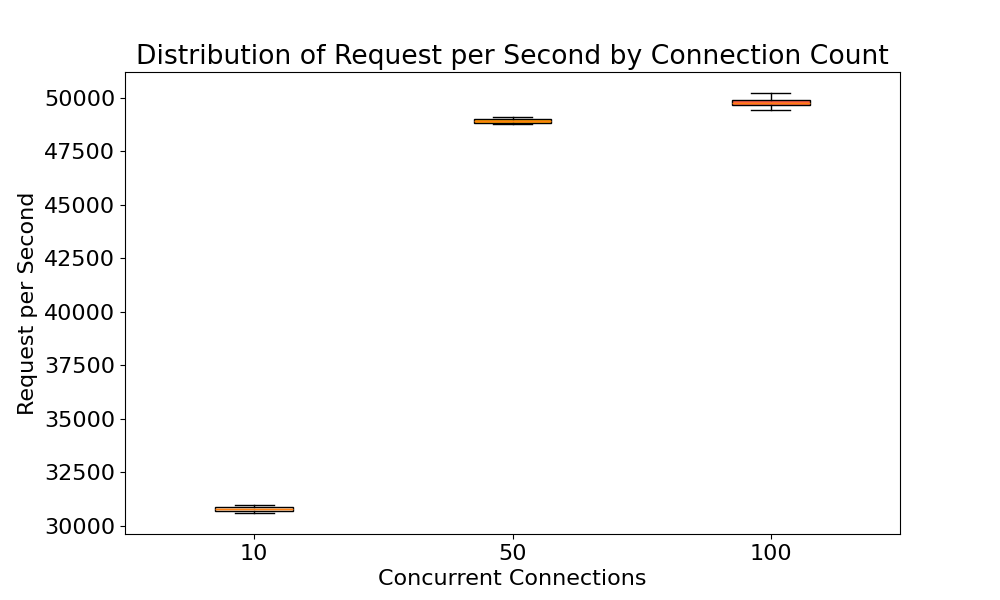 Distribution of Request per Second by Connection Count
50000
47500
45000
42500
40000
37500
35000
32500
30000
Request per Second
10 50 100
Concurrent Connections